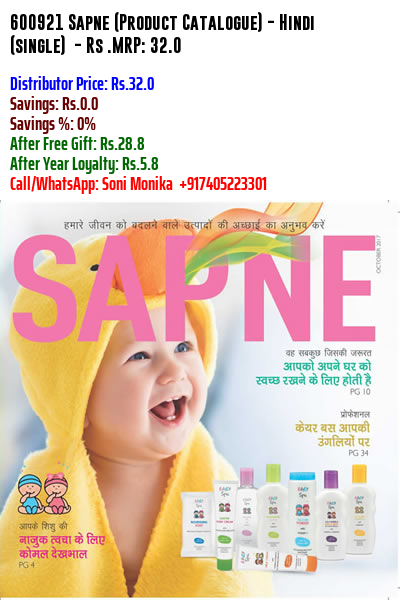 600921 Sapne (Product Catalogue) - Hindi
(single) - Rs .MRP: 32.0
Distributor Price: Rs.32.0
Savings: Rs.0.0
Savings %: 0%
After Free Gift: Rs.28.8
After Year Loyalty: Rs.5.8
Call/WhatsApp: Soni Monika +917405223301
हमारे जीवन को बदलने वाले उत्पादों की अच्छाई का अनुभव करें
SAPNE
OCTOBER 2017
वह सबकुछ जिसकी जरूरत
आपको अपने घर को
स्वच्छ रखने के लिए होती है
PG 10
प्रोफेशनल
केयर बस आपकी
उंगलियों पर
PG 34
आपके शिशु की
नाजुक त्वचा के लिए
कोमल देखभाल
PG 4
BABY
Spa